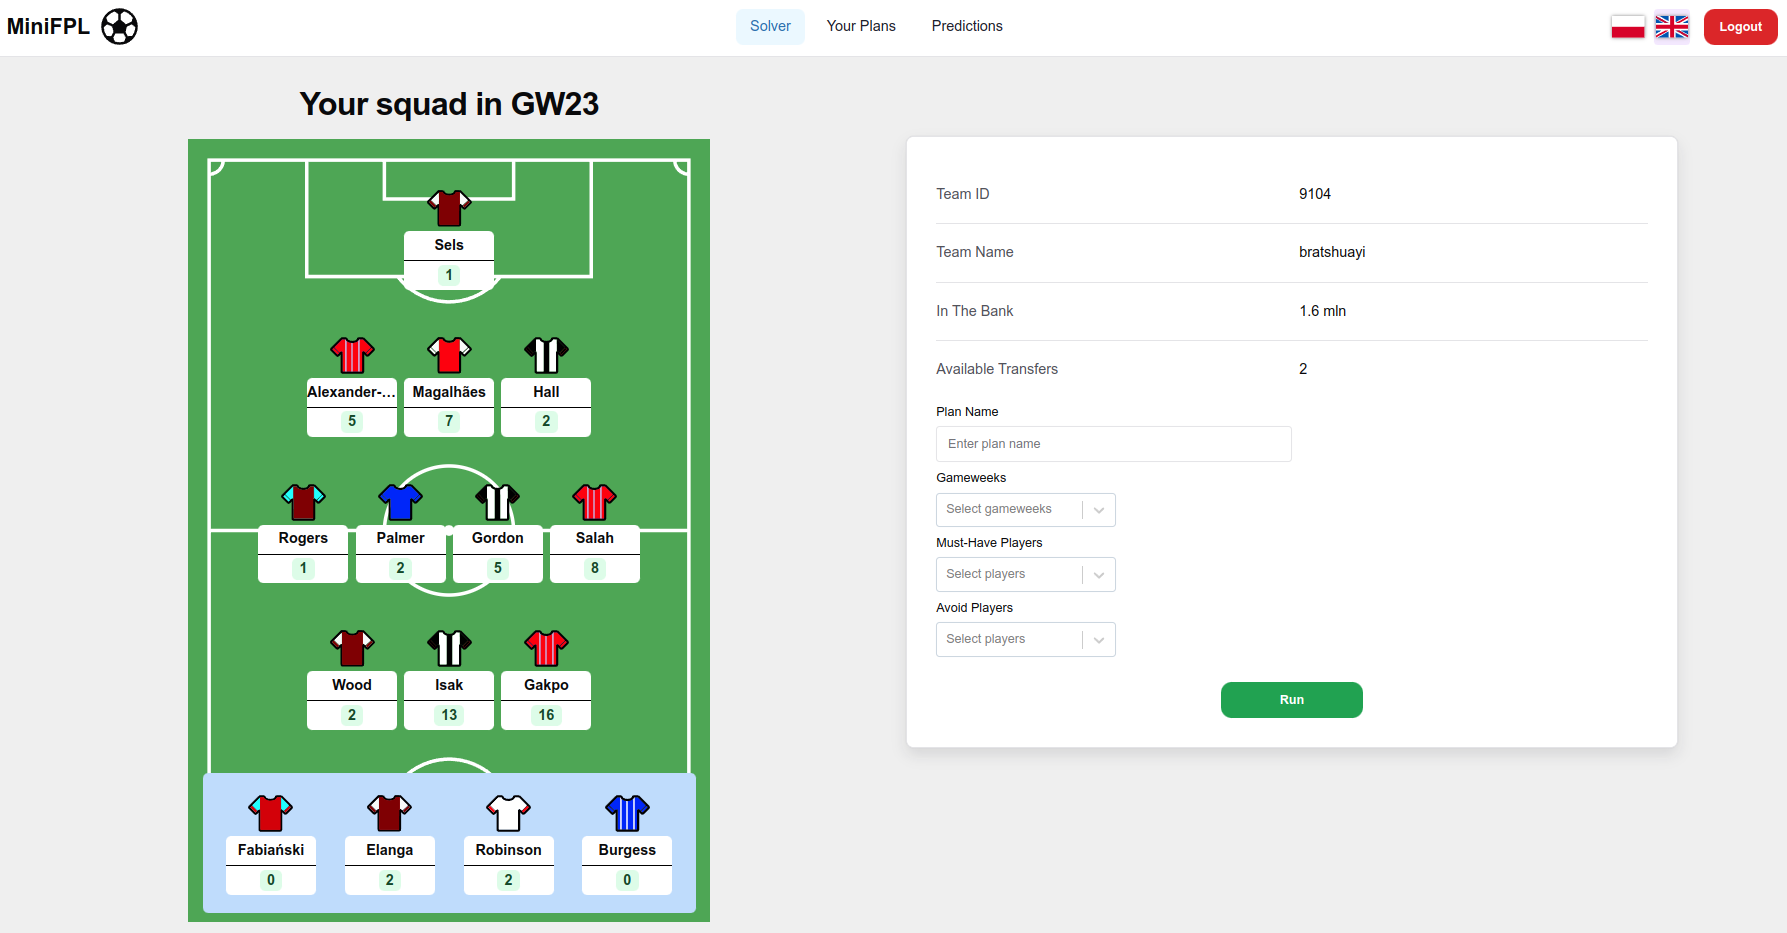 MiniFPL
Solver
Your Plans
Predictions
Logout
Your squad in GW23
Sels
1
Alexander-...
5
Magalhães
7
Hall
2
Rogers
1
Palmer
2
Gordon
5
Salah
8
Wood
2
Isak
13
Gakpo
16
Fabiański
0
Elanga
2
Robinson
2
Burgess
0
Team ID 9104
Team Name bratshuayi
In The Bank 1.6 mln
Available Transfers 2
Plan Name
Enter plan name
Gameweeks
Select gameweeks
Must-Have Players
Select players
Avoid Players
Select players
Run